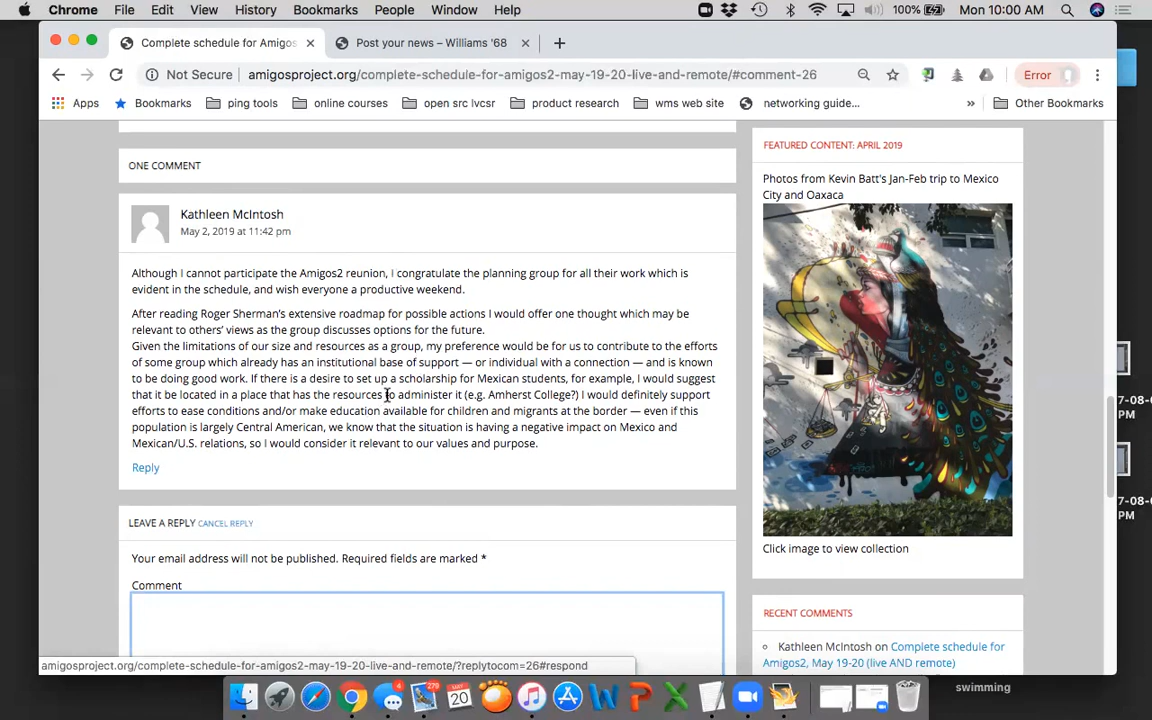 Chrome File Edit View History Bookmarks People Window Help 100% Mon 10:00 AM
Complete schedule for Amigos
Post your news – Williams '68
Not Secure amigosproject.org/complete-schedule-for-amigos2-may-19-20-live-and-remote/#comment-26 Error
Apps Bookmarks ping tools online courses open src lvcsr product research wms web site networking guide... » Other Bookmarks
ONE COMMENT
Kathleen McIntosh
May 2, 2019 at 11:42 pm
Although I cannot participate the Amigos2 reunion, I congratulate the planning group for all their work which is
evident in the schedule, and wish everyone a productive weekend.
After reading Roger Sherman's extensive roadmap for possible actions I would offer one thought which may be
relevant to others' views as the group discusses options for the future.
Given the limitations of our size and resources as a group, my preference would be for us to contribute to the efforts
of some group which already has an institutional base of support — or individual with a connection — and is known
to be doing good work. If there is a desire to set up a scholarship for Mexican students, for example, I would suggest
that it be located in a place that has the resources to administer it (e.g. Amherst College?) I would definitely support
efforts to ease conditions and/or make education available for children and migrants at the border — even if this
population is largely Central American, we know that the situation is having a negative impact on Mexico and
Mexican/U.S. relations, so I would consider it relevant to our values and purpose.
Reply
LEAVE A REPLY CANCEL REPLY
Your email address will not be published. Required fields are marked *
Comment
amigosproject.org/complete-schedule-for-amigos2-may-19-20-live-and-remote/?replytocom=26#respond
FEATURED CONTENT: APRIL 2019
Photos from Kevin Batt's Jan-Feb trip to Mexico
City and Oaxaca
Click image to view collection
RECENT COMMENTS
Kathleen McIntosh on Complete schedule for
Amigos2, May 19-20 (live AND remote)
7-08-0
PM
7-08-0
PM
swimming
4
279
MAY
20